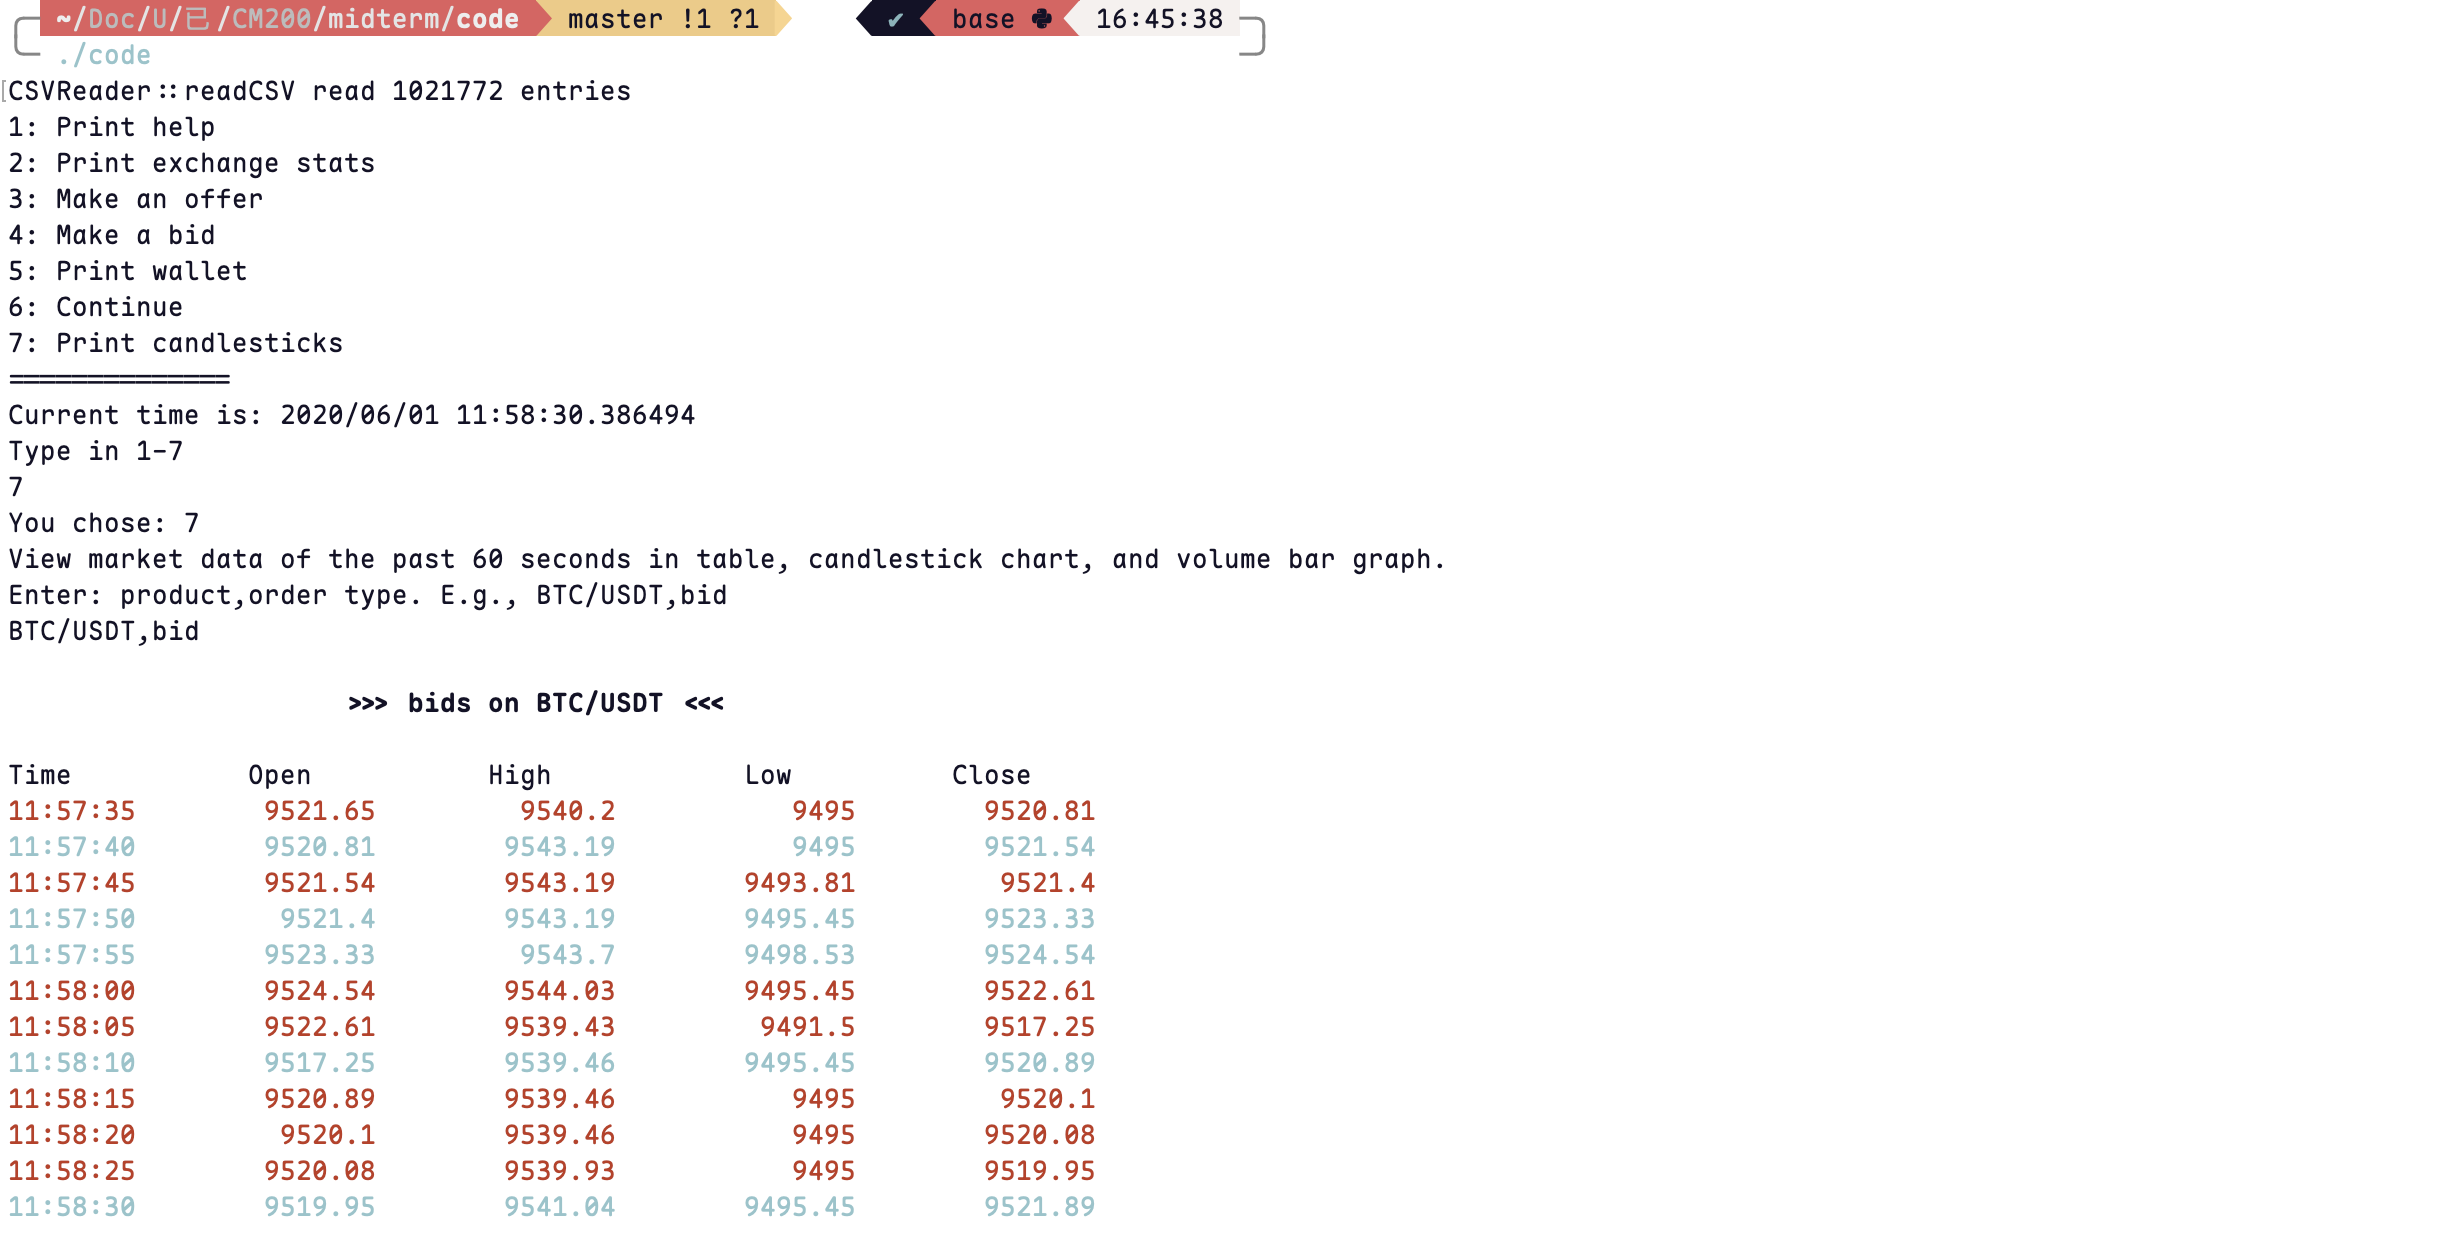 ~/Doc/U/已/CM200/midterm/code master !1 ?1 ✔ base 16:45:38
./code
CSVReader::readCSV read 1021772 entries
1: Print help
2: Print exchange stats
3: Make an offer
4: Make a bid
5: Print wallet
6: Continue
7: Print candlesticks
==============
Current time is: 2020/06/01 11:58:30.386494
Type in 1-7
7
You chose: 7
View market data of the past 60 seconds in table, candlestick chart, and volume bar graph.
Enter: product,order type. E.g., BTC/USDT,bid
BTC/USDT,bid
>>> bids on BTC/USDT <<<
Time Open High Low Close
11:57:35 9521.65 9540.2 9495 9520.81
11:57:40 9520.81 9543.19 9495 9521.54
11:57:45 9521.54 9543.19 9493.81 9521.4
11:57:50 9521.4 9543.19 9495.45 9523.33
11:57:55 9523.33 9543.7 9498.53 9524.54
11:58:00 9524.54 9544.03 9495.45 9522.61
11:58:05 9522.61 9539.43 9491.5 9517.25
11:58:10 9517.25 9539.46 9495.45 9520.89
11:58:15 9520.89 9539.46 9495 9520.1
11:58:20 9520.1 9539.46 9495 9520.08
11:58:25 9520.08 9539.93 9495 9519.95
11:58:30 9519.95 9541.04 9495.45 9521.89